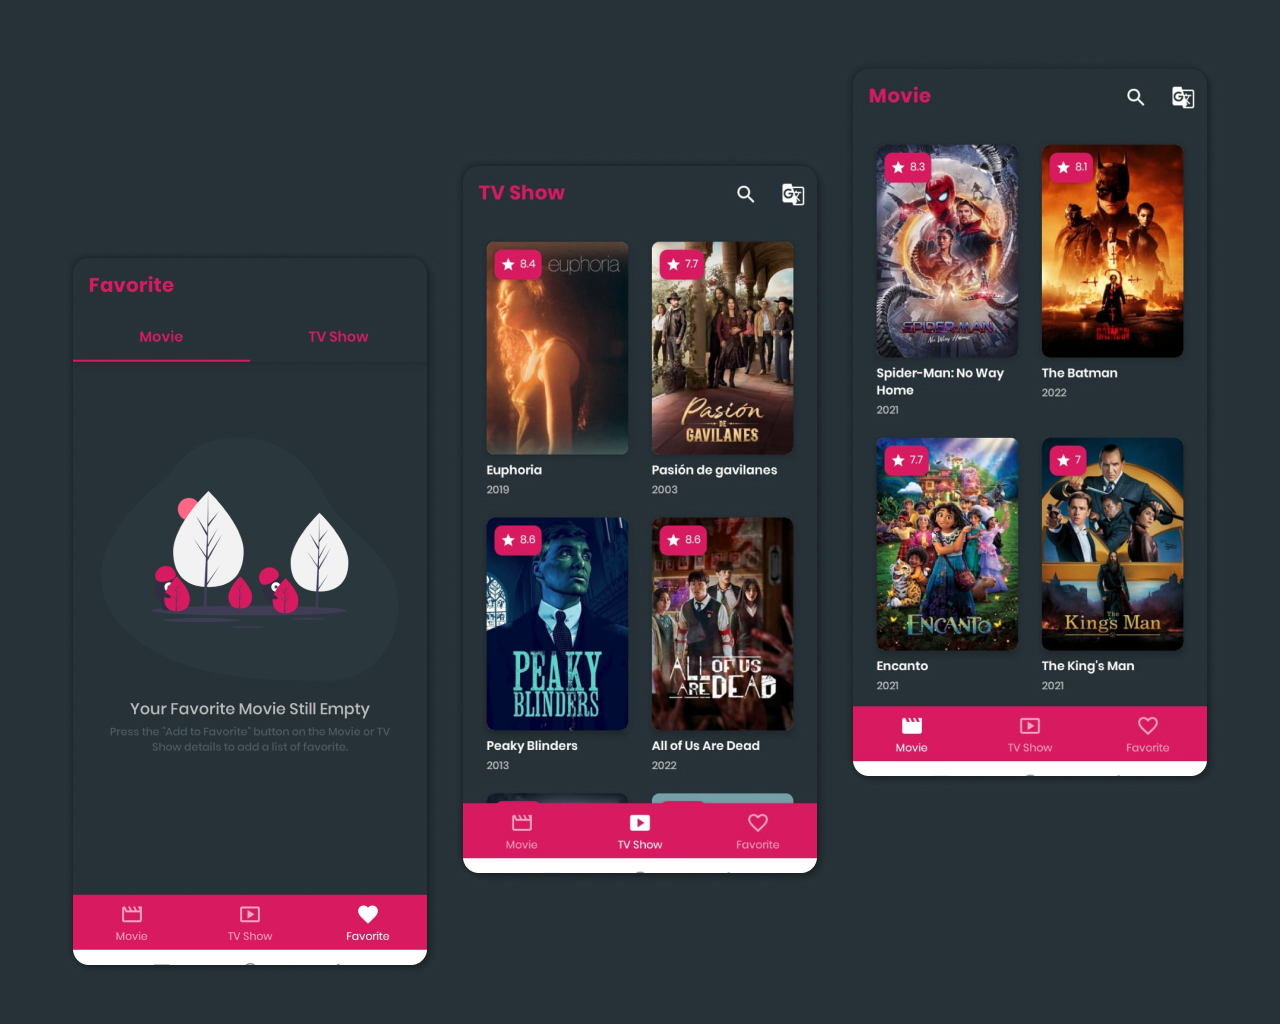 Favorite
Movie
TV Show
Your Favorite Movie Still Empty
Press the "Add to Favorite" button on the Movie or TV
Show details to add a list of favorite.
Movie
TV Show
Favorite
TV Show
8.4
euphoria
7.7
Pasión
DE
GAVILANES
Euphoria
2019
Pasión de gavilanes
2003
8.6
PEAKY
BLINDERS
8.6
ALL OF US
ARE DEAD
Peaky Blinders
2013
All of Us Are Dead
2022
Movie
TV Show
Favorite
Movie
8.3
SPIDER-MAN
No Way Home
8.1
THE
BATMAN
Spider-Man: No Way
Home
2021
The Batman
2022
7.7
ENCANTO
7
The
King's Man
Encanto
2021
The King's Man
2021
Movie
TV Show
Favorite